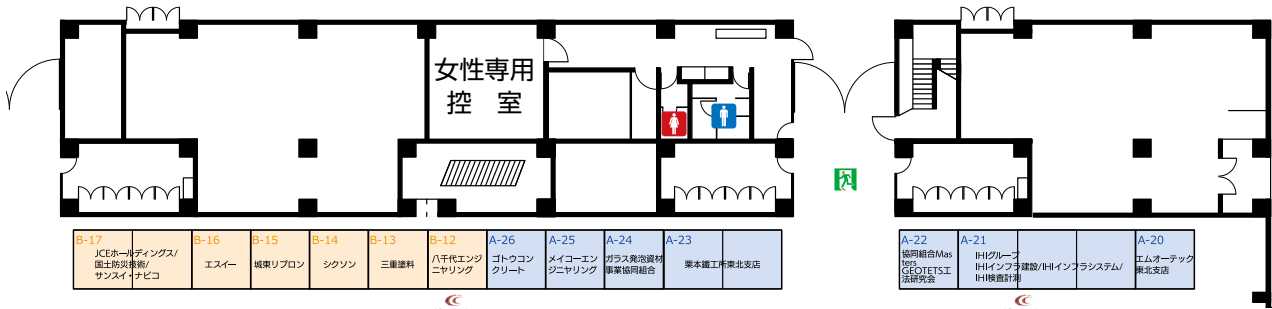 女性専用
控 室
B-17
JCEホールディングス/
国土防災技術/
サンスイ・ナビコ
B-16
エスイー
B-15
城東リプロン
B-14
シクソン
B-13
三重塗料
B-12
八千代エンジ
ニヤリング
A-26
ゴトウコン
クリート
A-25
メイコーエン
ジニヤリング
A-24
ガラス発泡資材
事業協同組合
A-23
栗本鐵工所東北支店
A-22
協同組合Mas
ters
GEOTETS工
法研究会
A-21
IHIグループ
IHIインフラ建設/IHIインフラシステム/
IHI検査計測
A-20
エムオーテック
東北支店